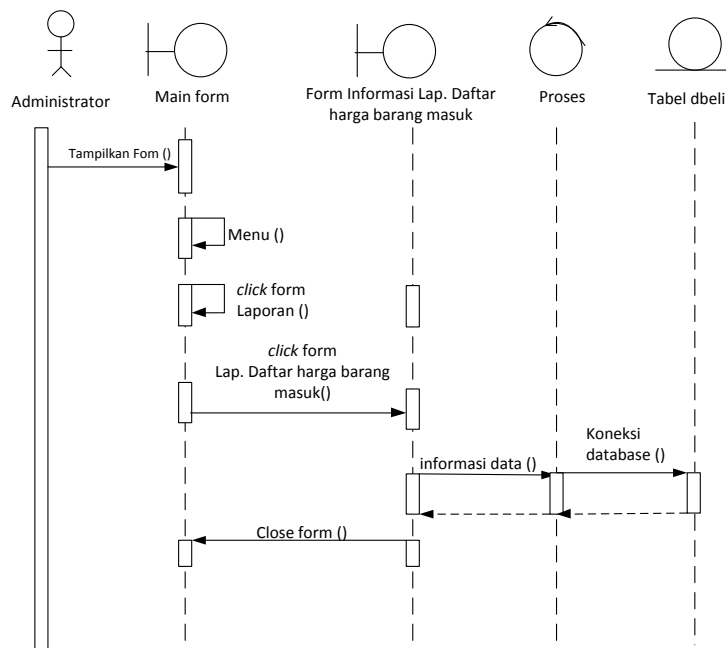 Administrator
Main form
Form Informasi Lap. Daftar
harga barang masuk
Proses
Tabel dbeli
Tampilkan Fom ()
Menu ()
click form
Laporan ()
click form
Lap. Daftar harga barang
masuk()
informasi data ()
Koneksi
database ()
Close form ()